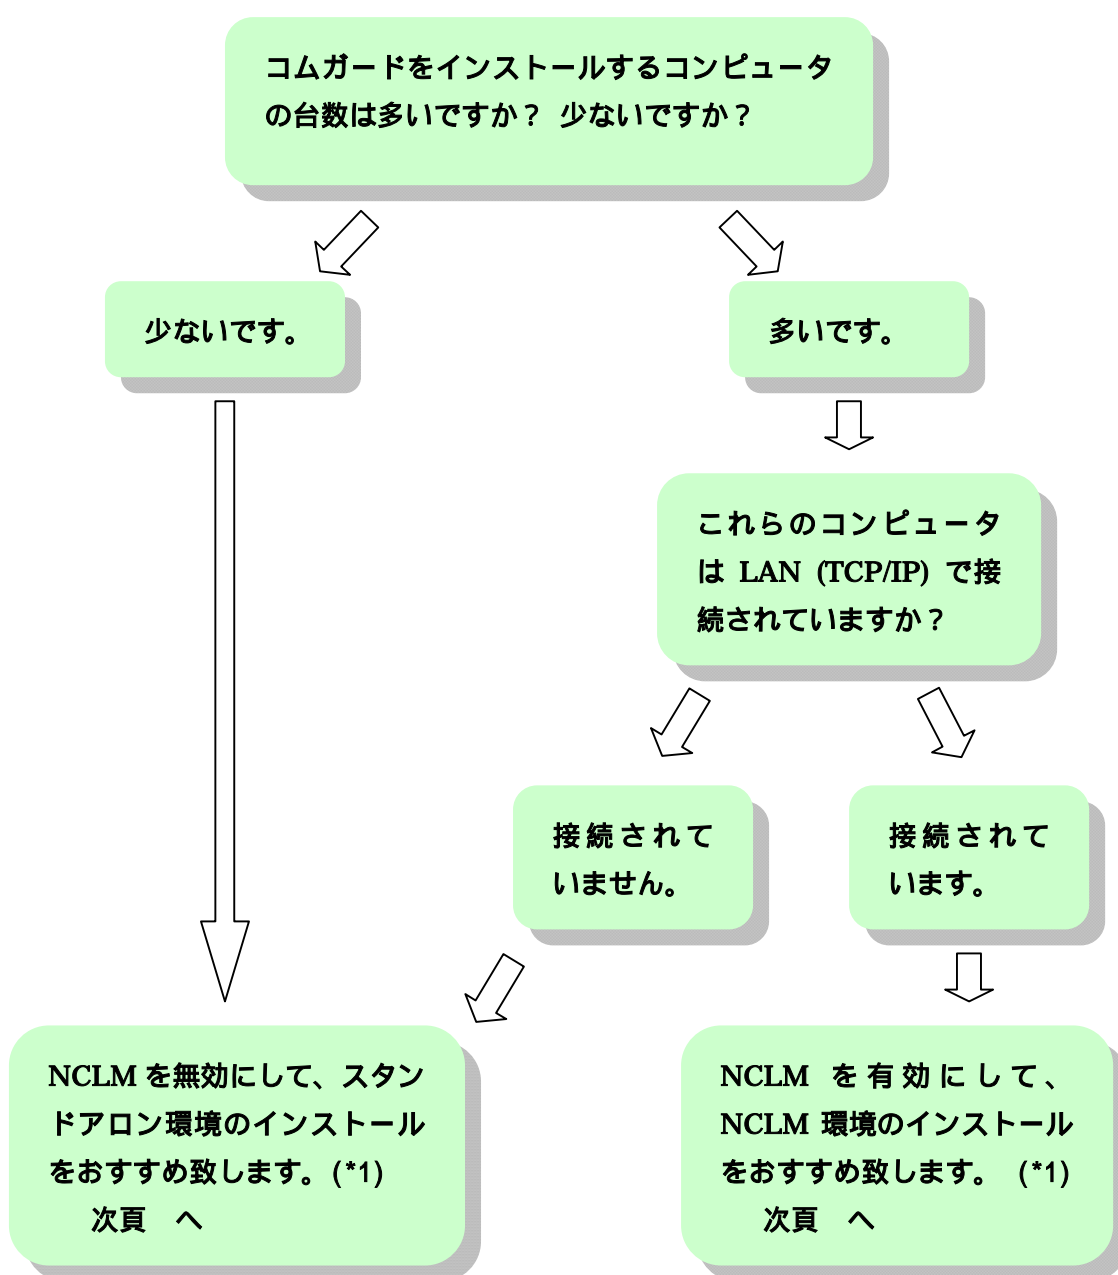 コムガードをインストールするコンピュータ
の台数は多いですか？ 少ないですか？
少ないです。
多いです。
これらのコンピュータ
は LAN (TCP/IP) で接
続されていますか？
接続されて
いません。
接続されて
います。
NCLM を無効にして、スタン
ドアロン環境のインストール
をおすすめ致します。(*1)
次頁　へ
NCLM を有効にして、
NCLM 環境のインストール
をおすすめ致します。 (*1)
次頁　へ